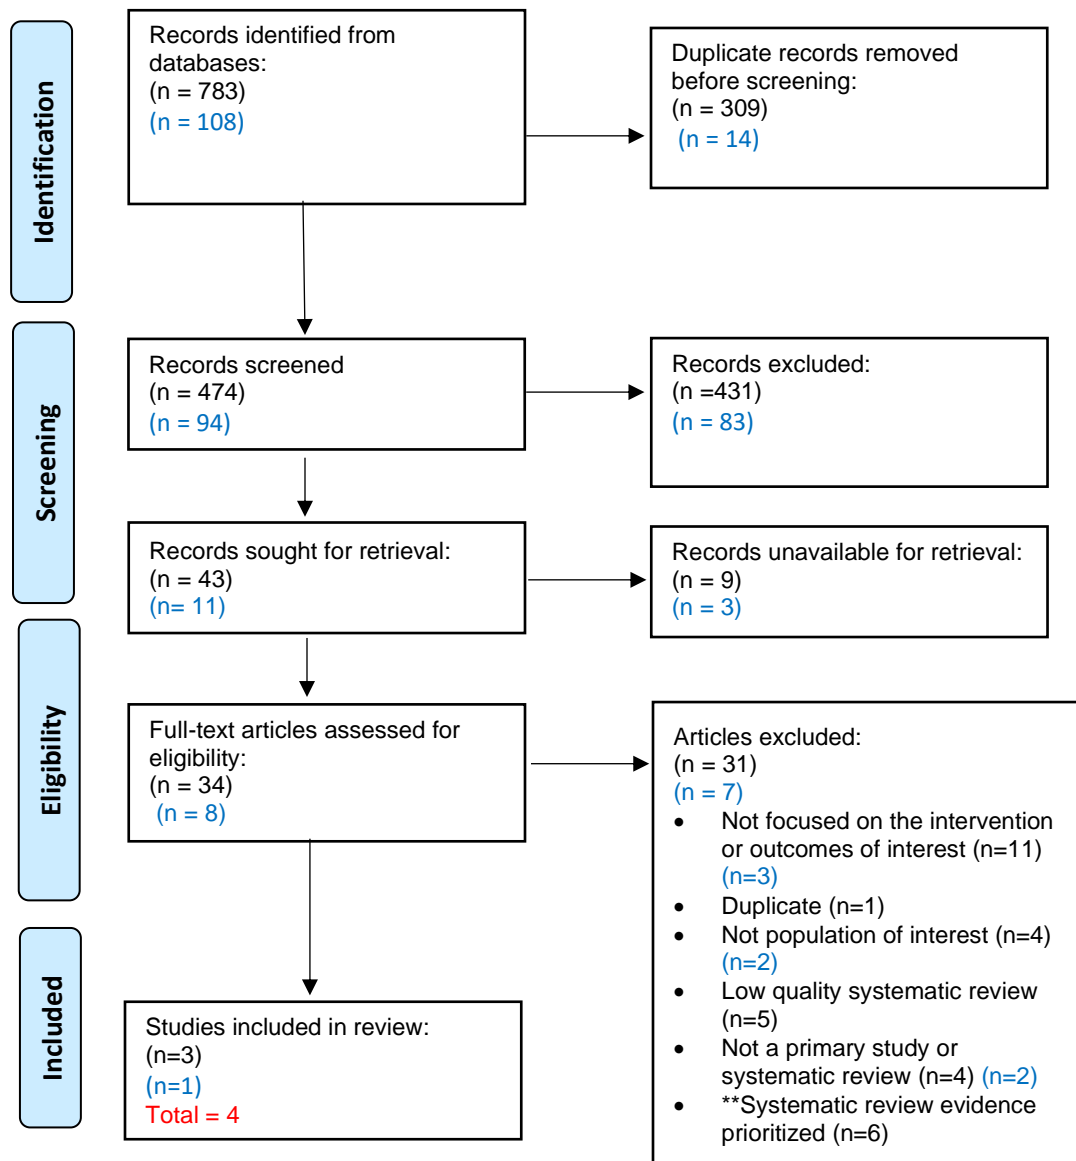 Identification
Records identified from
databases:
(n = 783)
(n = 108)
Duplicate records removed
before screening:
(n = 309)
(n = 14)
Screening
Records screened
(n = 474)
(n = 94)
Records excluded:
(n =431)
(n = 83)
Records sought for retrieval:
(n = 43)
(n= 11)
Records unavailable for retrieval:
(n = 9)
(n = 3)
Eligibility
Full-text articles assessed for
eligibility:
(n = 34)
(n = 8)
Articles excluded:
(n = 31)
(n = 7)
• Not focused on the intervention
or outcomes of interest (n=11)
(n=3)
• Duplicate (n=1)
• Not population of interest (n=4)
(n=2)
• Low quality systematic review
(n=5)
• Not a primary study or
systematic review (n=4) (n=2)
• **Systematic review evidence
prioritized (n=6)
Included
Studies included in review:
(n=3)
(n=1)
Total = 4